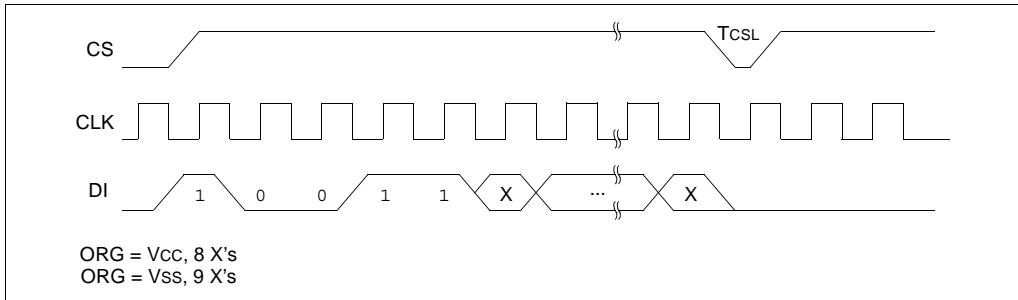 CS TCSL
CLK
DI 1 0 0 1 1 X ... X
ORG = VCC, 8 X's
ORG = VSS, 9 X's